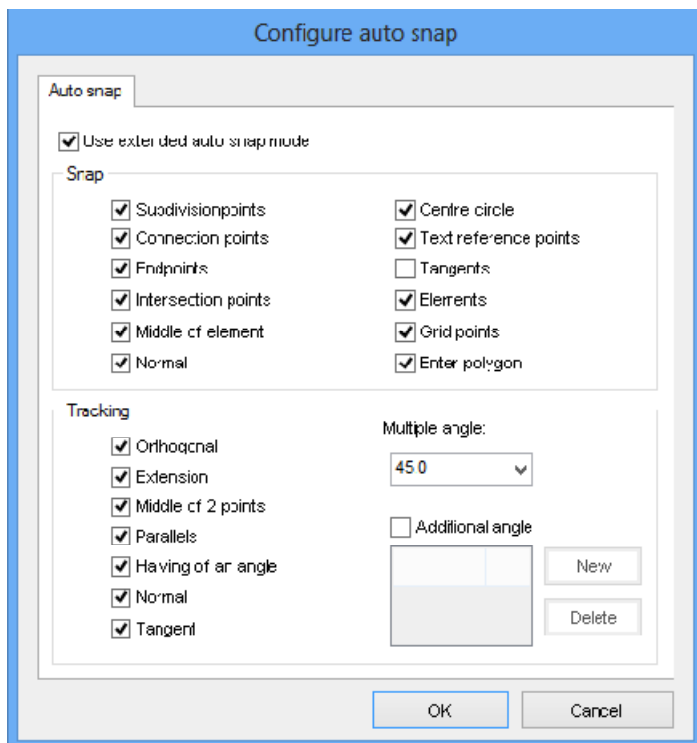 Configure auto snap
Auto snap
Use extended auto snap mode
Snap
Subdivisionpoints
Connection points
Endpoints
Intersection points
Middle of element
Normal
Centre circle
Text reference points
Tangents
Elements
Grid points
Enter polygon
Tracking
Orthogonal
Extension
Middle of 2 points
Parallels
Having of an angle
Normal
Tangent
Multiple angle:
45.0
Additional angle
New
Delete
OK
Cancel